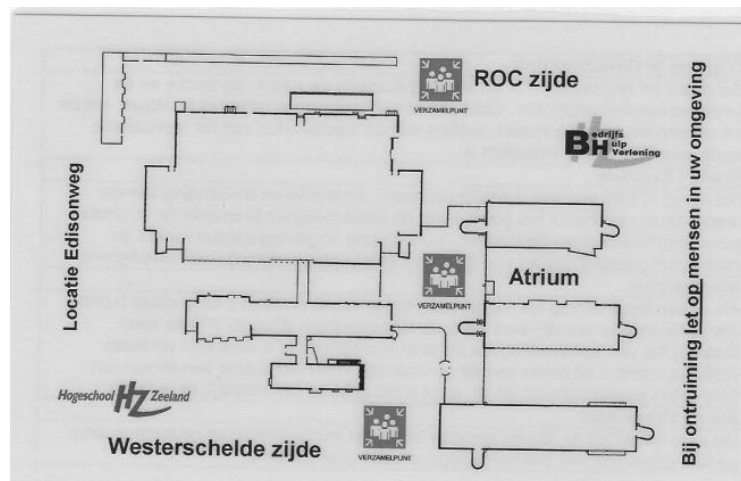 VERZAMELPUNT
ROC zijde
Bedrijfs
Hulp
Verlening
Locatie Edisonweg
VERZAMELPUNT
Atrium
Bij ontruiming let op mensen in uw omgeving
Hogeschool HZ Zeeland
Westerschelde zijde
VERZAMELPUNT